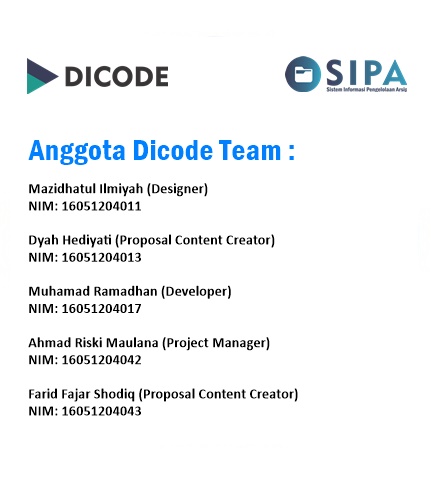 DICODE
SIPA
Sistem Informasi Pengelolaan Arsip
Anggota Dicode Team :
Mazidhatul Ilmiyah (Designer)
NIM: 16051204011
Dyah Hediyati (Proposal Content Creator)
NIM: 16051204013
Muhamad Ramadhan (Developer)
NIM: 16051204017
Ahmad Riski Maulana (Project Manager)
NIM: 16051204042
Farid Fajar Shodiq (Proposal Content Creator)
NIM: 16051204043